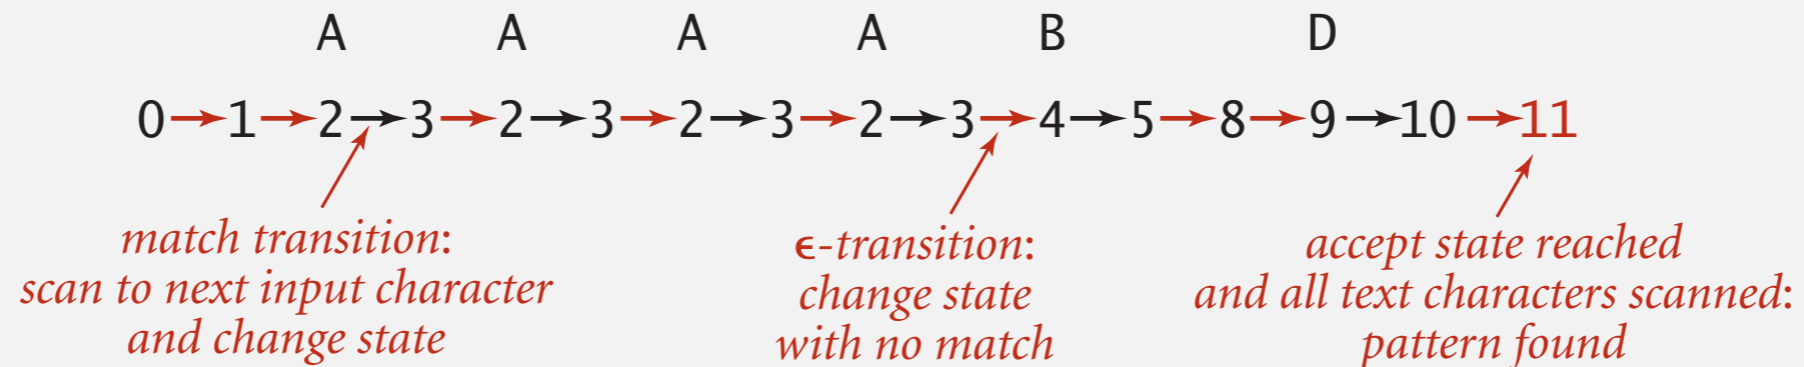 A A A A B D
0 1 2 3 2 3 2 3 2 3 4 5 8 9 10 11
match transition:
scan to next input character
and change state
ϵ-transition:
change state
with no match
accept state reached
and all text characters scanned:
pattern found